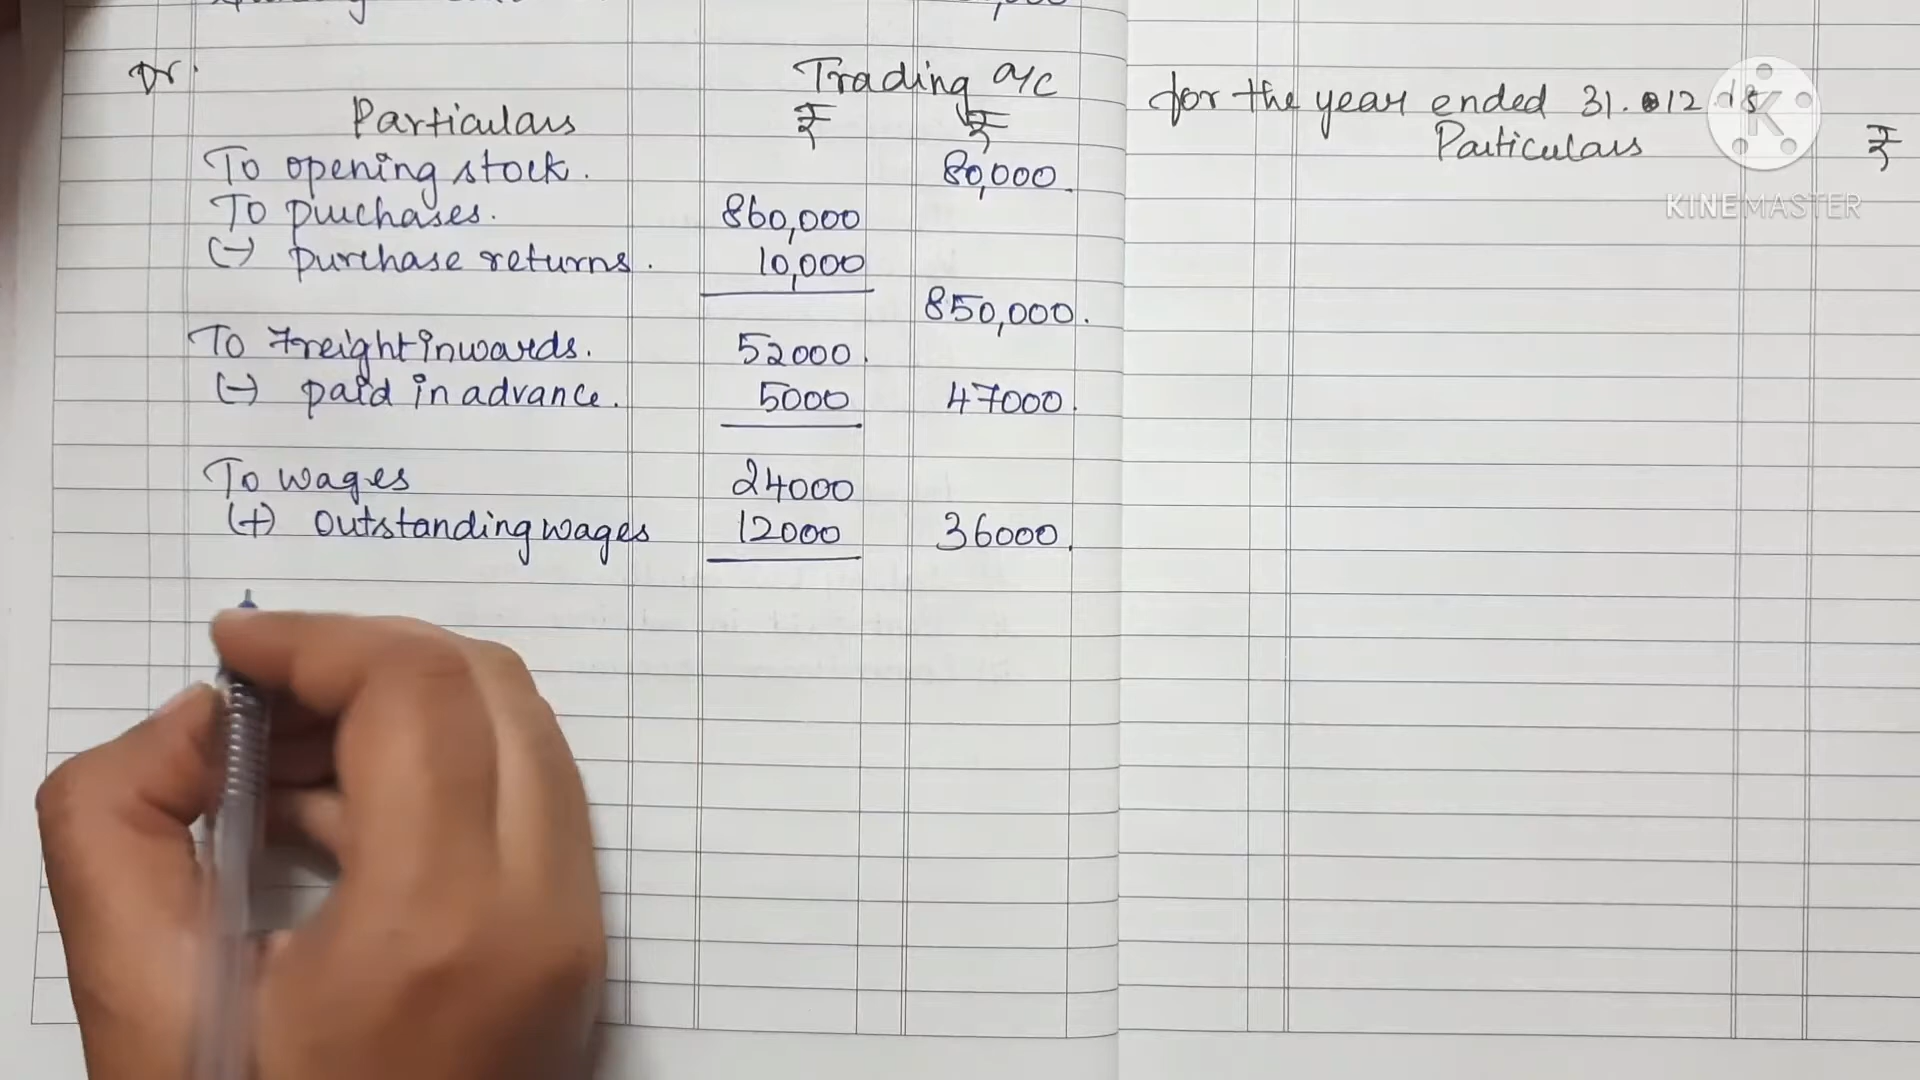 Dr.
Trading a/c for the year ended 31. 12
Particulars ₹ ₹ Particulars ₹
To opening stock. 80,000
To purchases. 860,000
(-) purchase returns. 10,000
850,000.
To Freight inwards. 52000.
(-) paid in advance. 5000 47000.
To wages 24000
(+) outstanding wages 12000 36000.
KINEMASTER